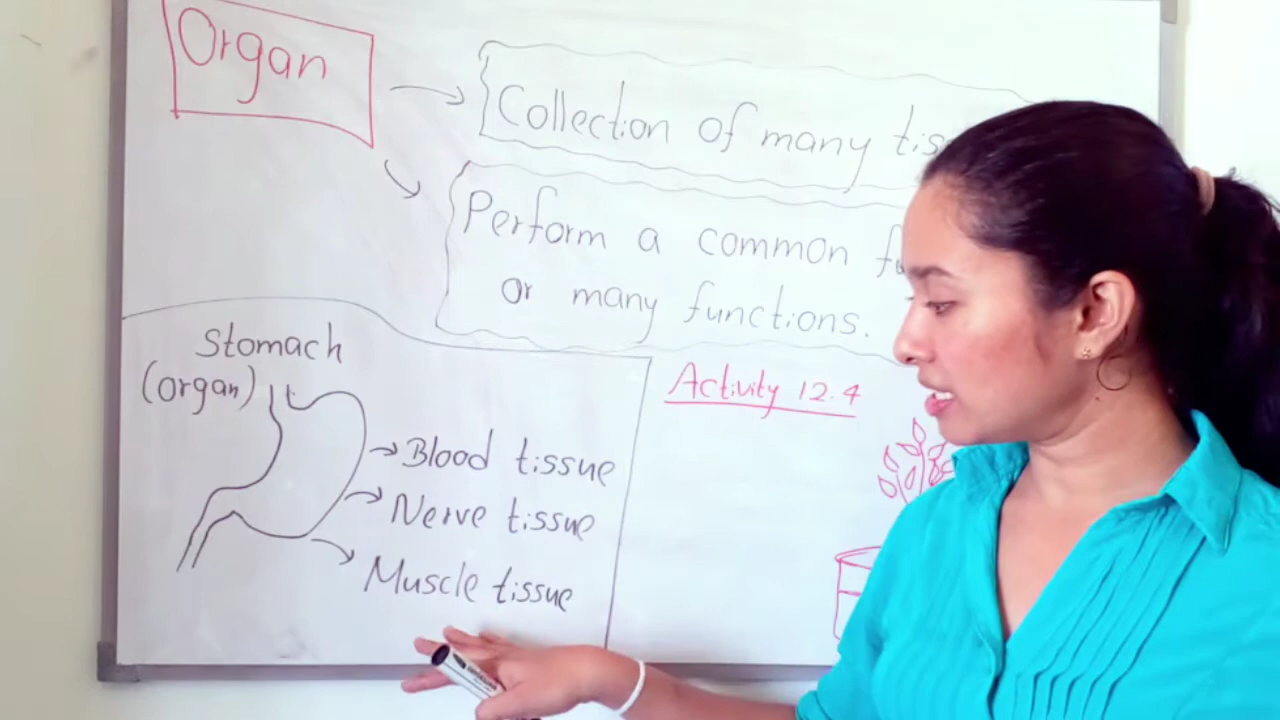 Organ
Collection of many
Perform a common
or many functions.
Stomach
(organ)
Blood tissue
Nerve tissue
Muscle tissue
Activity 12.4